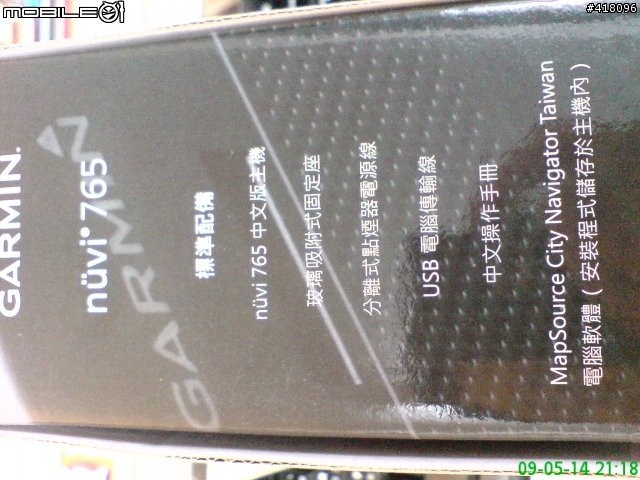 MOBILE01
#418096
GARMIN.
nüvi 765
GARMIN
標準配備
nüvi 765 中文版主機
玻璃吸附式固定座
分離式點煙器電源線
USB 電腦傳輸線
中文操作手冊
MapSource City Navigator Taiwan
電腦軟體 ( 安裝程式儲存於主機內 )
09-05-14 21:18